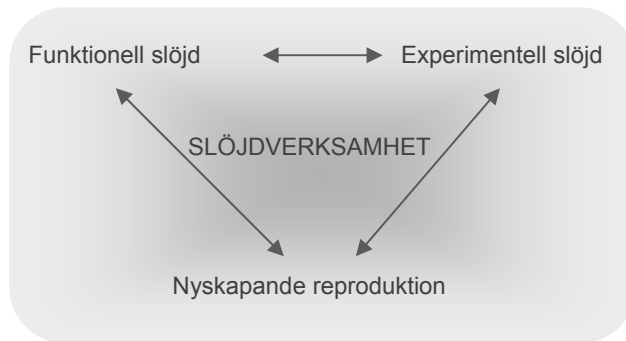 Funktionell slöjd
Experimentell slöjd
SLÖJDVERKSAMHET
Nyskapande reproduktion